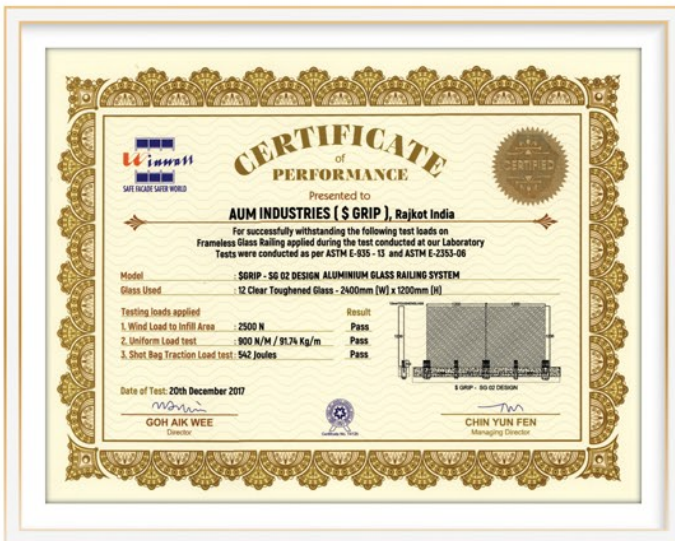 Winwall
SAFE FACADE SAFER WORLD
CERTIFICATE
of
PERFORMANCE
CERTIFIED
Presented to
AUM INDUSTRIES ( $ GRIP ), Rajkot India
For successfully withstanding the following test loads on
Frameless Glass Railing applied during the test conducted at our Laboratory
Tests were conducted as per ASTM E-935 - 13 and ASTM E-2353-06
Model : $GRIP - SG 02 DESIGN ALUMINIUM GLASS RAILING SYSTEM
Glass Used : 12 Clear Toughened Glass - 2400mm (W) x 1200mm (H)
Testing loads applied Result
1. Wind Load to Infill Area : 2500 N Pass
2. Uniform Load test : 900 N/M / 91.74 Kg/m Pass
3. Shot Bag Traction Load test : 542 Joules Pass
$ GRIP - SG-02 DESIGN
Date of Test: 20th December 2017
GOH AIK WEE
Director
CHIN YUN FEN
Managing Director